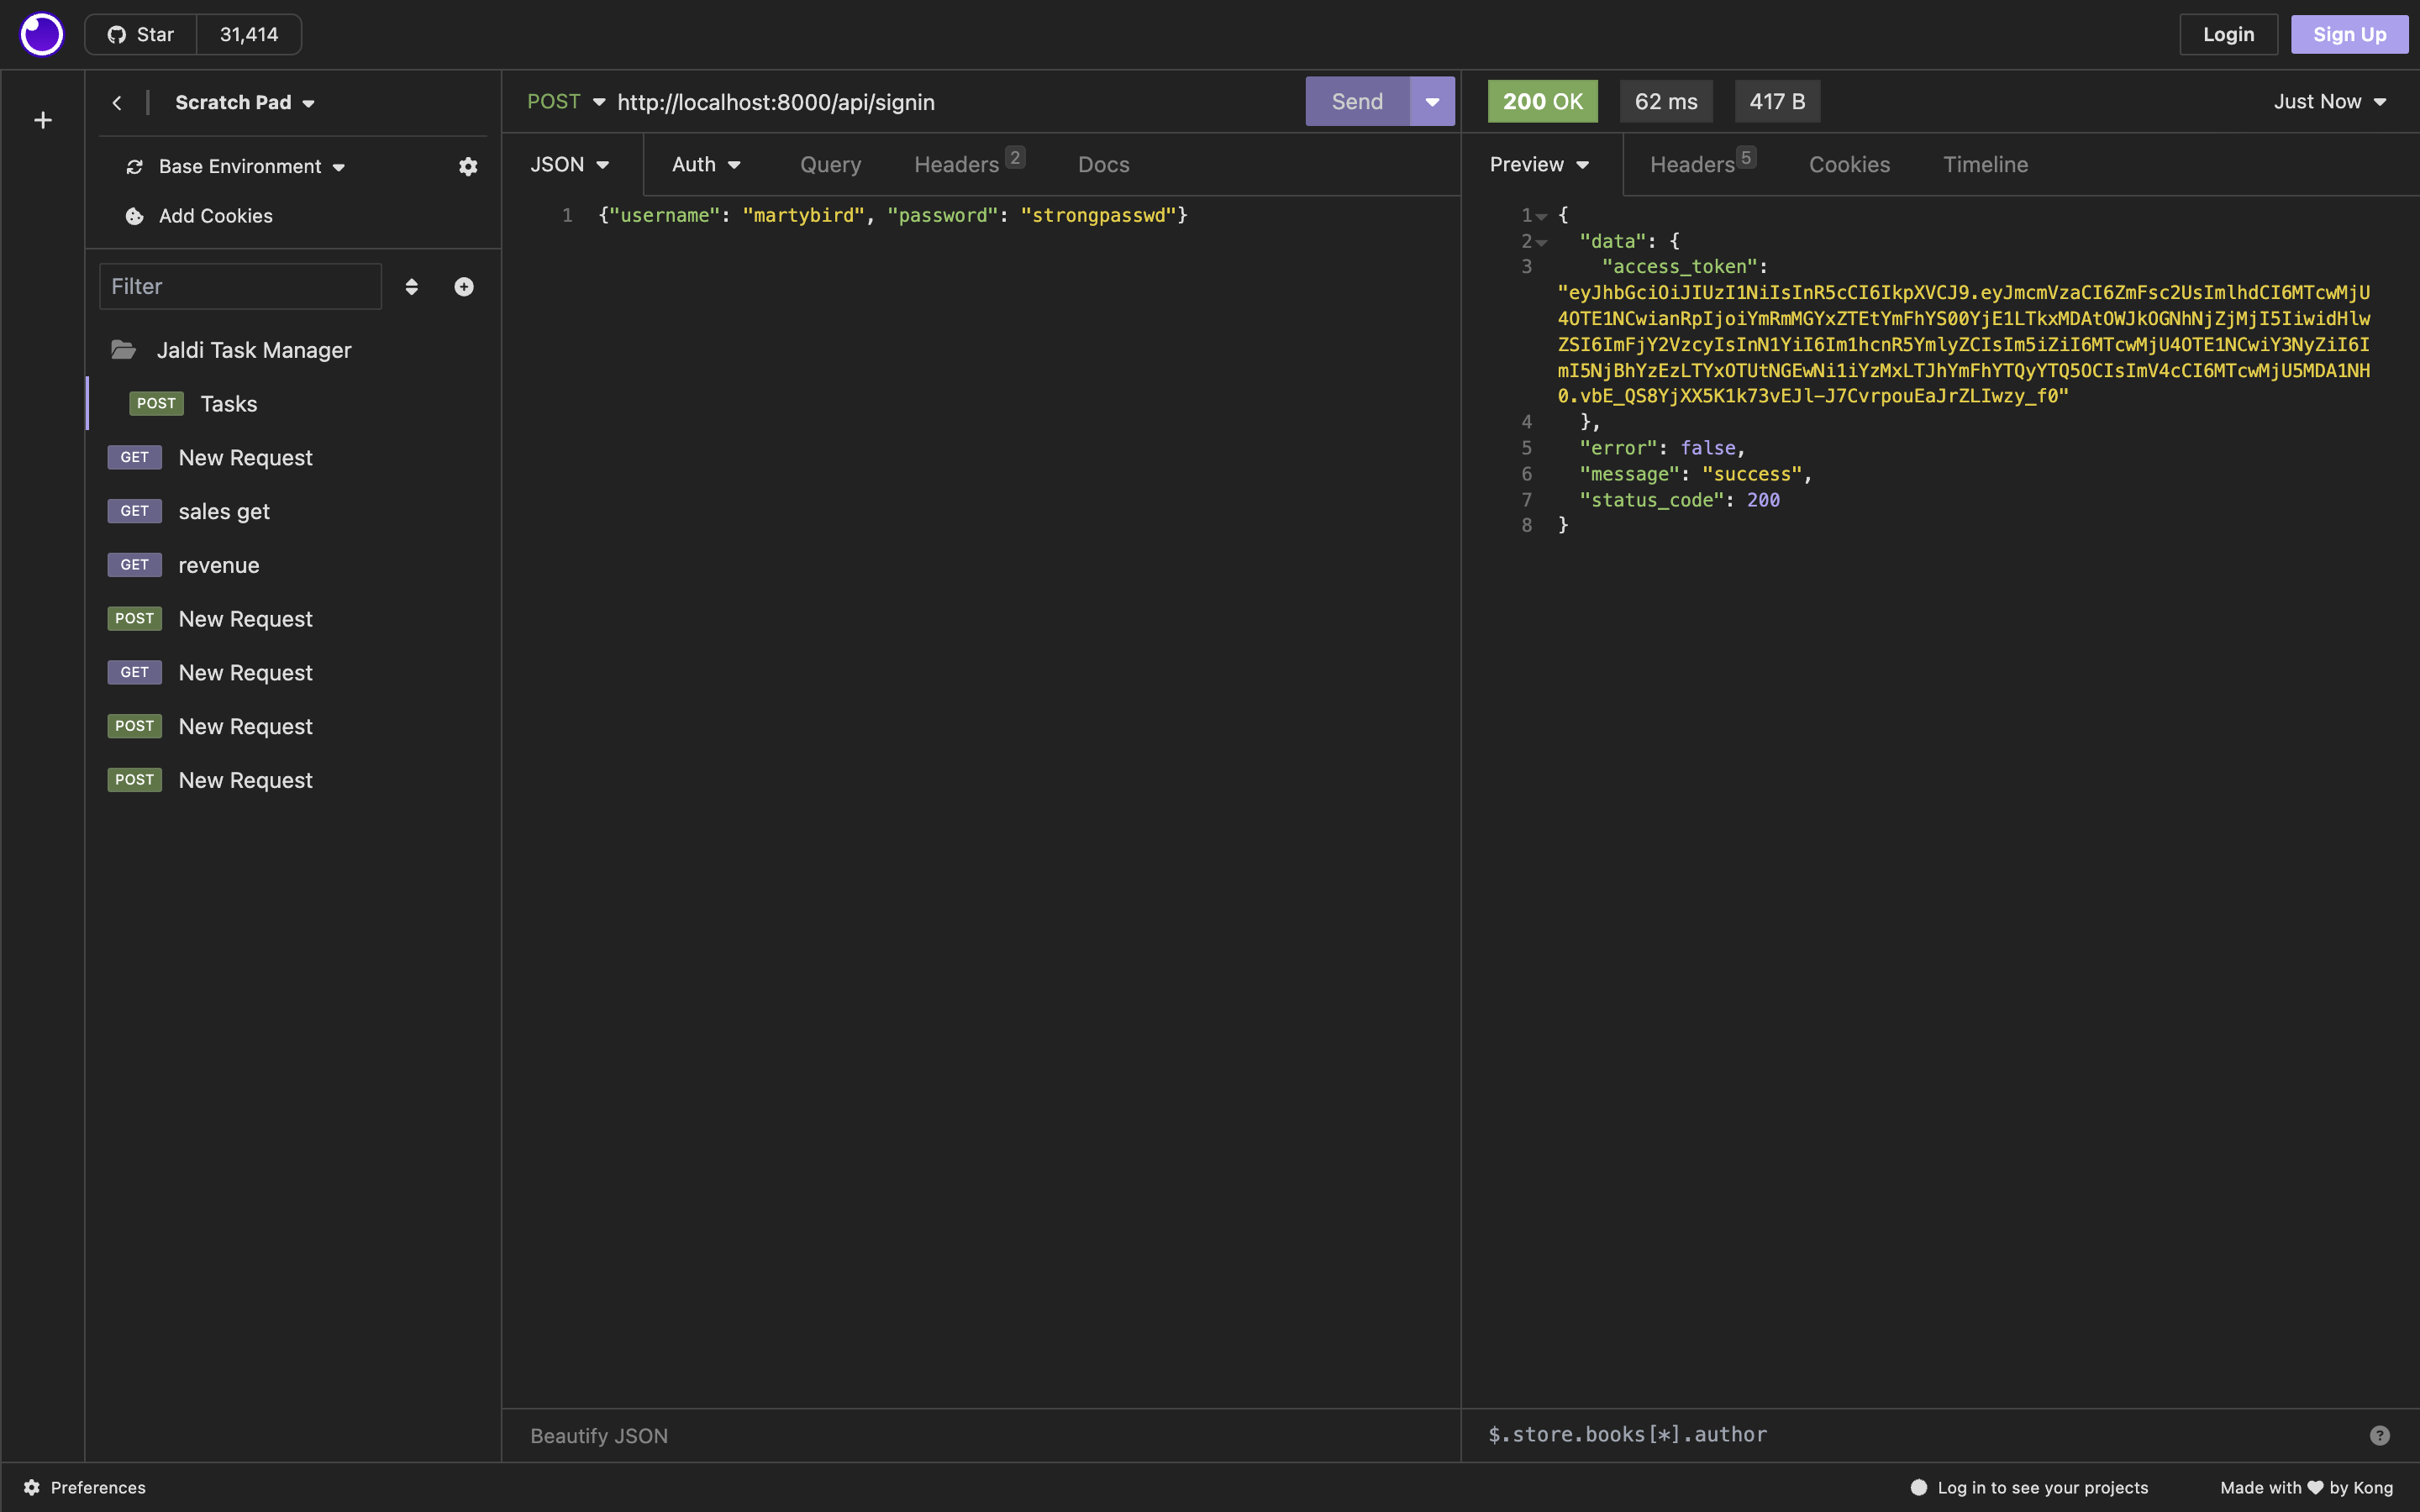 Star 31,414
Login Sign Up
Scratch Pad
Base Environment
Add Cookies
Filter
Jaldi Task Manager
POST Tasks
GET New Request
GET sales get
GET revenue
POST New Request
GET New Request
POST New Request
POST New Request
POST http://localhost:8000/api/signin Send
JSON Auth Query Headers 2 Docs
1 {"username": "martybird", "password": "strongpasswd"}
Beautify JSON
200 OK 62 ms 417 B Just Now
Preview Headers 5 Cookies Timeline
1 {
2 "data": {
3 "access_token":
"eyJhbGciOiJIUzI1NiIsInR5cCI6IkpXVCJ9.eyJmcmVzaCI6ZmFsc2UsImlhdCI6MTcwMjU
4OTE1NCwianRpIjoiYmRmMGYxZTEtYmFhYS00YjE1LTkxMDAtOWJkOGNhNjZjMjI5IiwidHlw
ZSI6ImFjY2VzcyIsInN1YiI6Im1hcnR5YmlyZCIsIm5iZiI6MTcwMjU4OTE1NCwiY3NyZiI6I
mI5NjBhYzEzLTYxOTUtNGEwNi1iYzMxLTJhYmFhYTQyYTQ5OCIsImV4cCI6MTcwMjU5MDA1NH
0.vbE_QS8YjXX5K1k73vEJl-J7CvrpouEaJrZLIwzy_f0"
4 },
5 "error": false,
6 "message": "success",
7 "status_code": 200
8 }
$.store.books[*].author
Preferences
Log in to see your projects
Made with ♥ by Kong